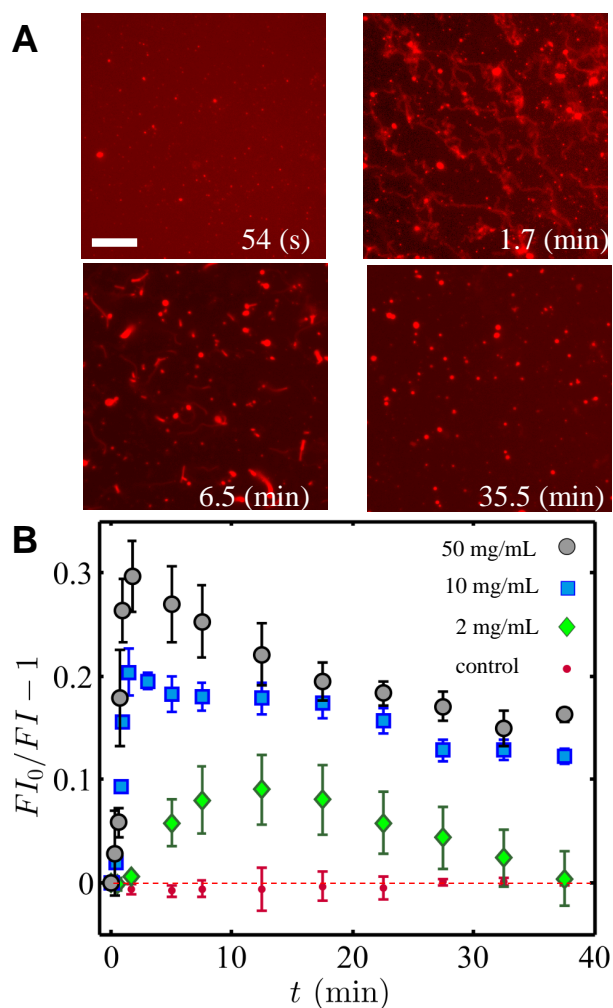 A
54 (s)
1.7 (min)
6.5 (min)
35.5 (min)
B
50 mg/mL
10 mg/mL
2 mg/mL
control
0.3
0.2
0.1
0
FI₀/FI − 1
0 10 20 30 40
t (min)